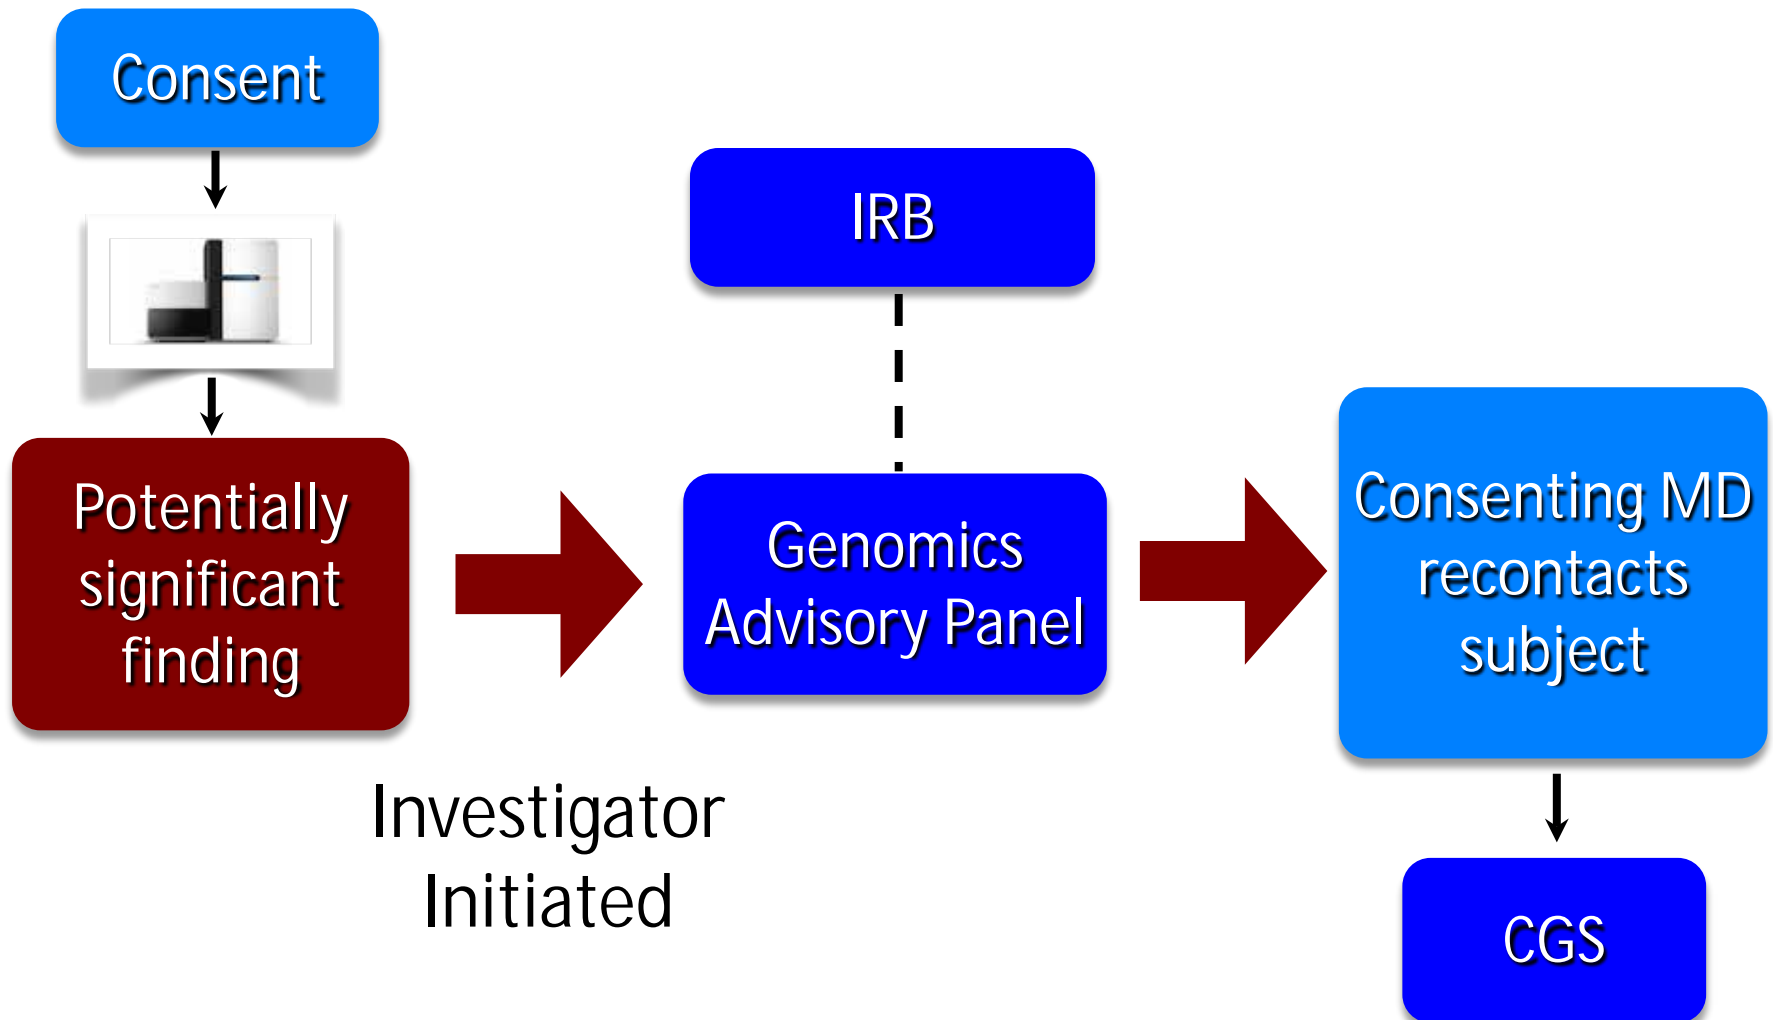 Consent
IRB
Potentially
significant
finding
Genomics
Advisory Panel
Consenting MD
recontacts
subject
Investigator
Initiated
CGS